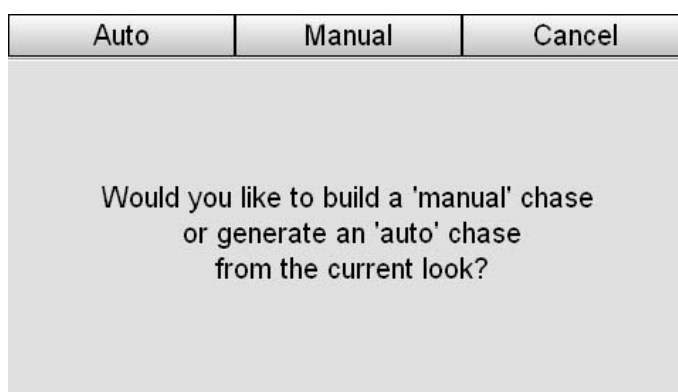 Auto Manual Cancel
Would you like to build a 'manual' chase
or generate an 'auto' chase
from the current look?